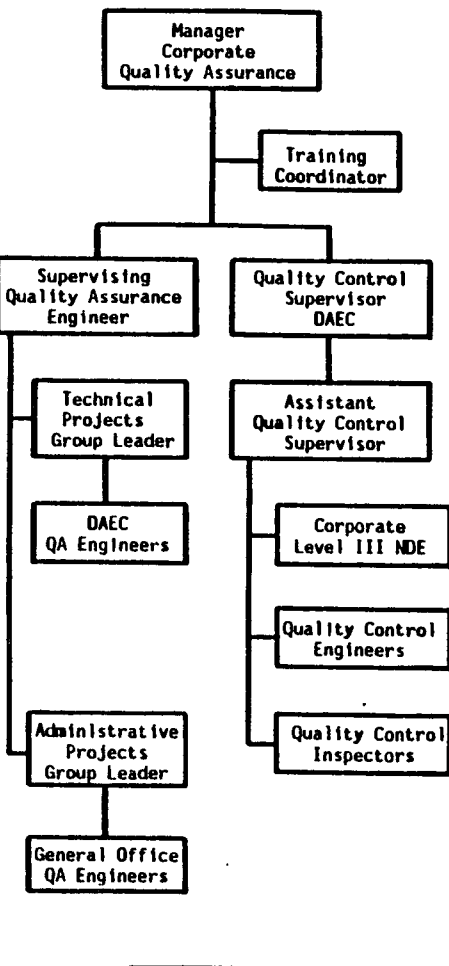 Manager
Corporate
Quality Assurance
Training
Coordinator
Supervising
Quality Assurance
Engineer
Quality Control
Supervisor
DAEC
Technical
Projects
Group Leader
Assistant
Quality Control
Supervisor
DAEC
QA Engineers
Corporate
Level III NDE
Quality Control
Engineers
Administrative
Projects
Group Leader
Quality Control
Inspectors
General Office
QA Engineers